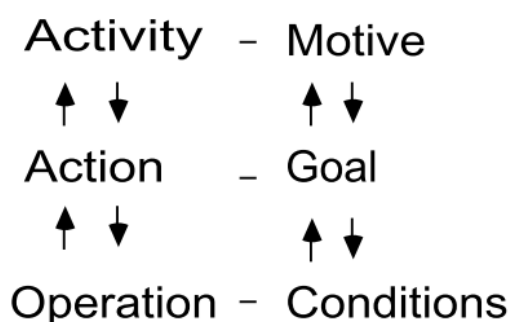 Activity – Motive
Action – Goal
Operation – Conditions